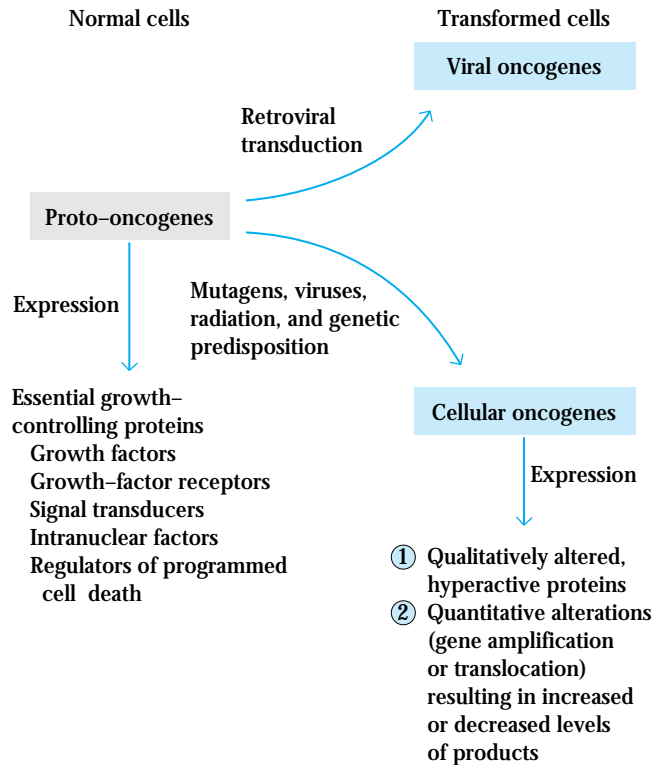 Normal cells
Transformed cells
Viral oncogenes
Retroviral
transduction
Proto–oncogenes
Expression
Mutagens, viruses,
radiation, and genetic
predisposition
Essential growth–
controlling proteins
Growth factors
Growth–factor receptors
Signal transducers
Intranuclear factors
Regulators of programmed
cell death
Cellular oncogenes
Expression
1 Qualitatively altered,
hyperactive proteins
2 Quantitative alterations
(gene amplification
or translocation)
resulting in increased
or decreased levels
of products